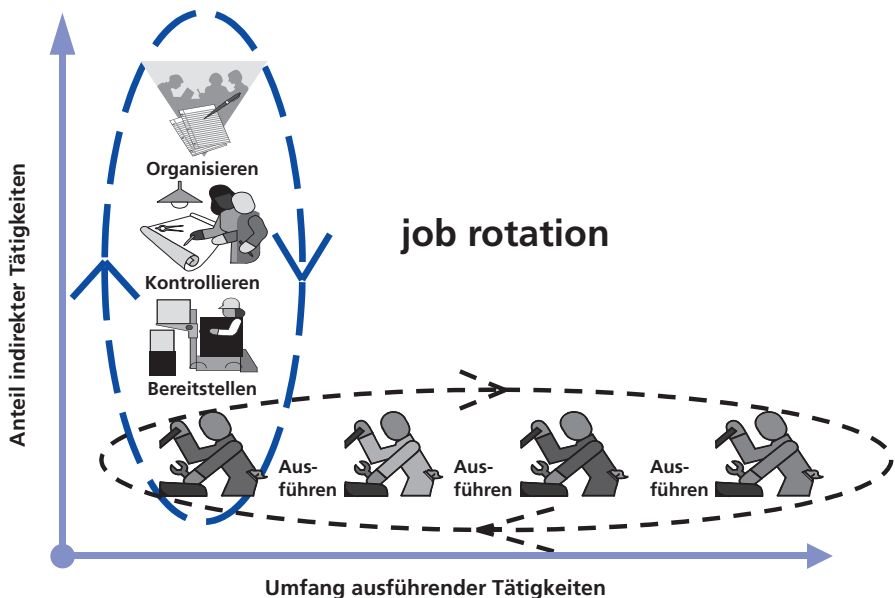 Anteil indirekter Tätigkeiten
Organisieren
job rotation
Kontrollieren
Bereitstellen
Aus-
führen
Aus-
führen
Aus-
führen
Umfang ausführender Tätigkeiten